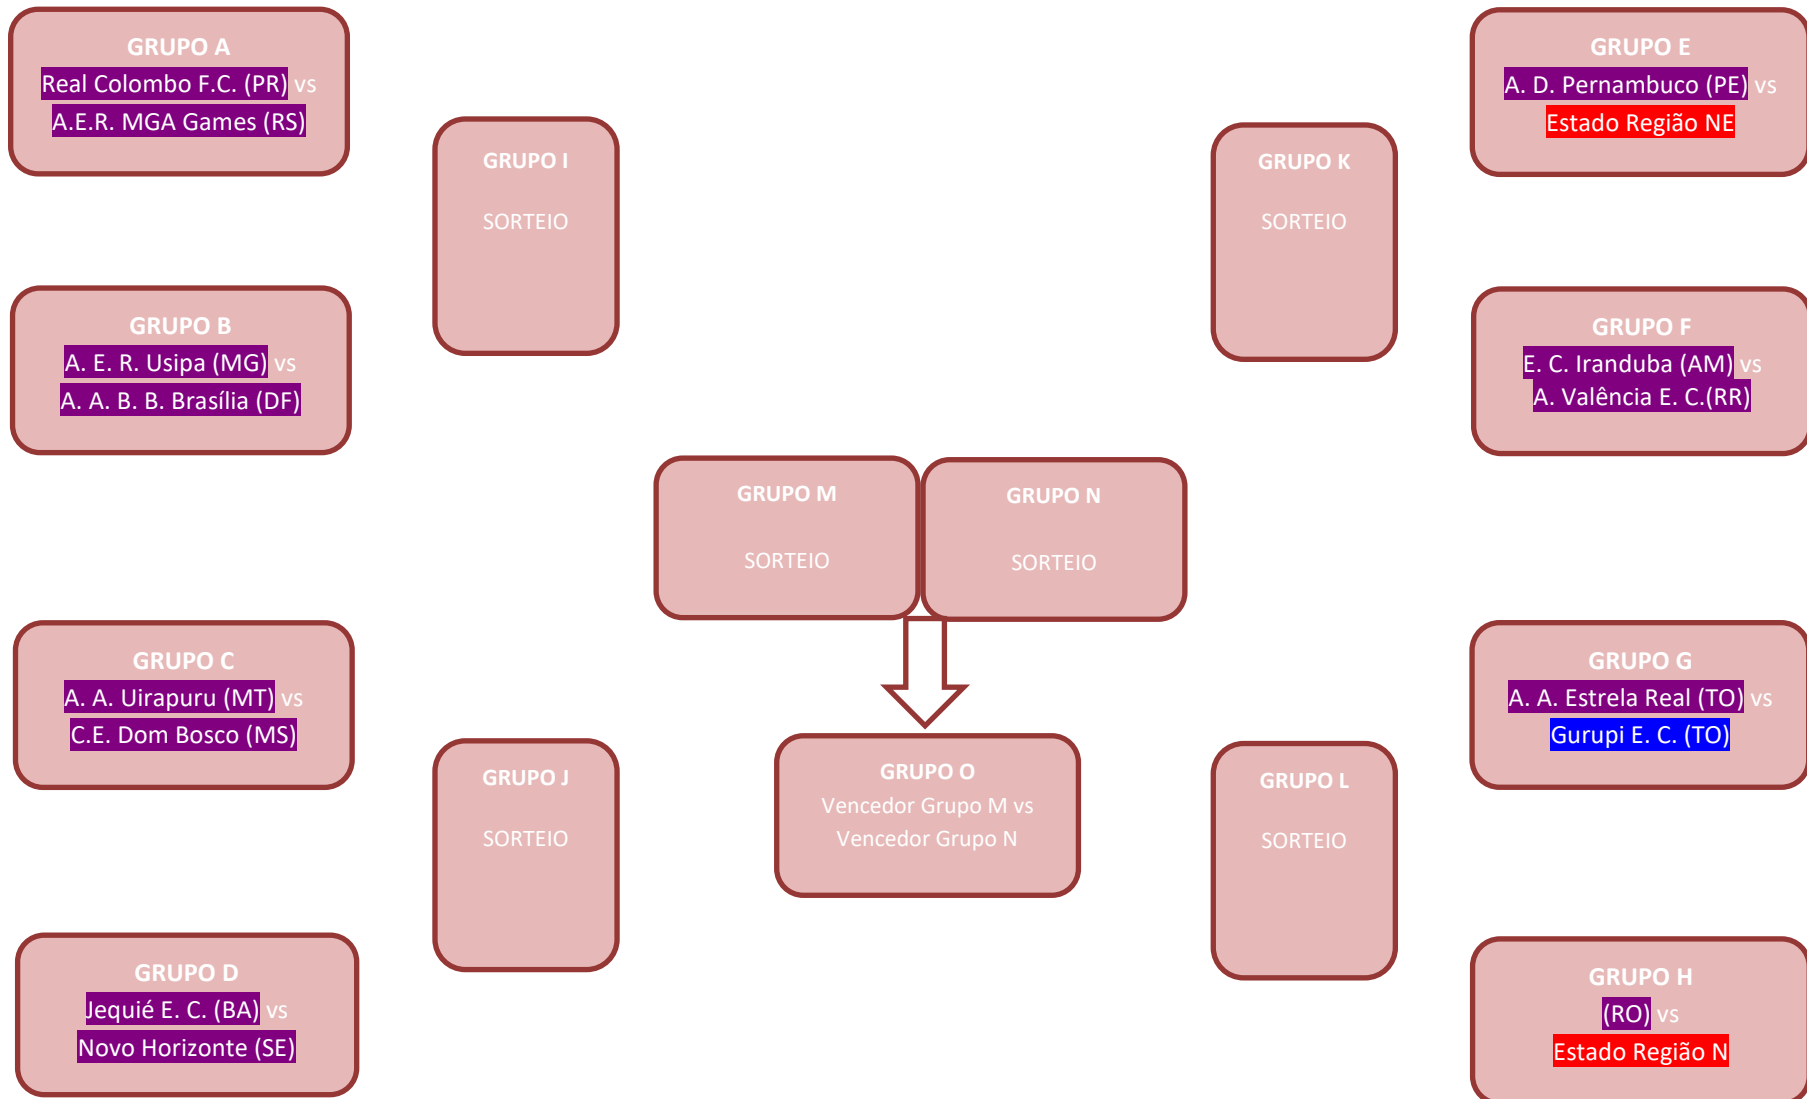 GRUPO A
Real Colombo F.C. (PR) vs
A.E.R. MGA Games (RS)
GRUPO B
A. E. R. Usipa (MG) vs
A. A. B. B. Brasília (DF)
GRUPO C
A. A. Uirapuru (MT) vs
C.E. Dom Bosco (MS)
GRUPO D
Jequié E. C. (BA) vs
Novo Horizonte (SE)
GRUPO I
SORTEIO
GRUPO J
SORTEIO
GRUPO M
SORTEIO
GRUPO N
SORTEIO
GRUPO O
Vencedor Grupo M vs
Vencedor Grupo N
GRUPO K
SORTEIO
GRUPO L
SORTEIO
GRUPO E
A. D. Pernambuco (PE) vs
Estado Região NE
GRUPO F
E. C. Iranduba (AM) vs
A. Valência E. C.(RR)
GRUPO G
A. A. Estrela Real (TO) vs
Gurupi E. C. (TO)
GRUPO H
(RO) vs
Estado Região N